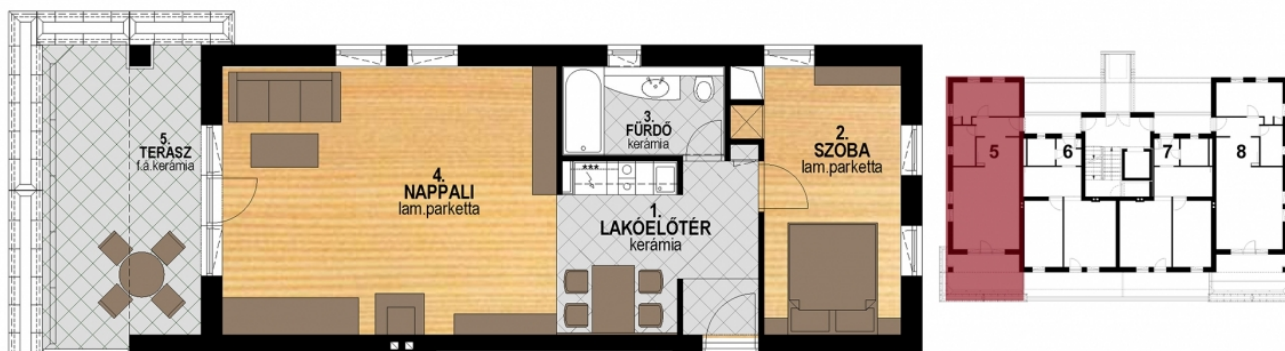 5.
TERASZ
f.á.kerámia
4.
NAPPALI
lam.parketta
3.
FÜRDŐ
kerámia
1.
LAKÓELŐTÉR
kerámia
2.
SZOBA
lam.parketta
***
5
6
7
8